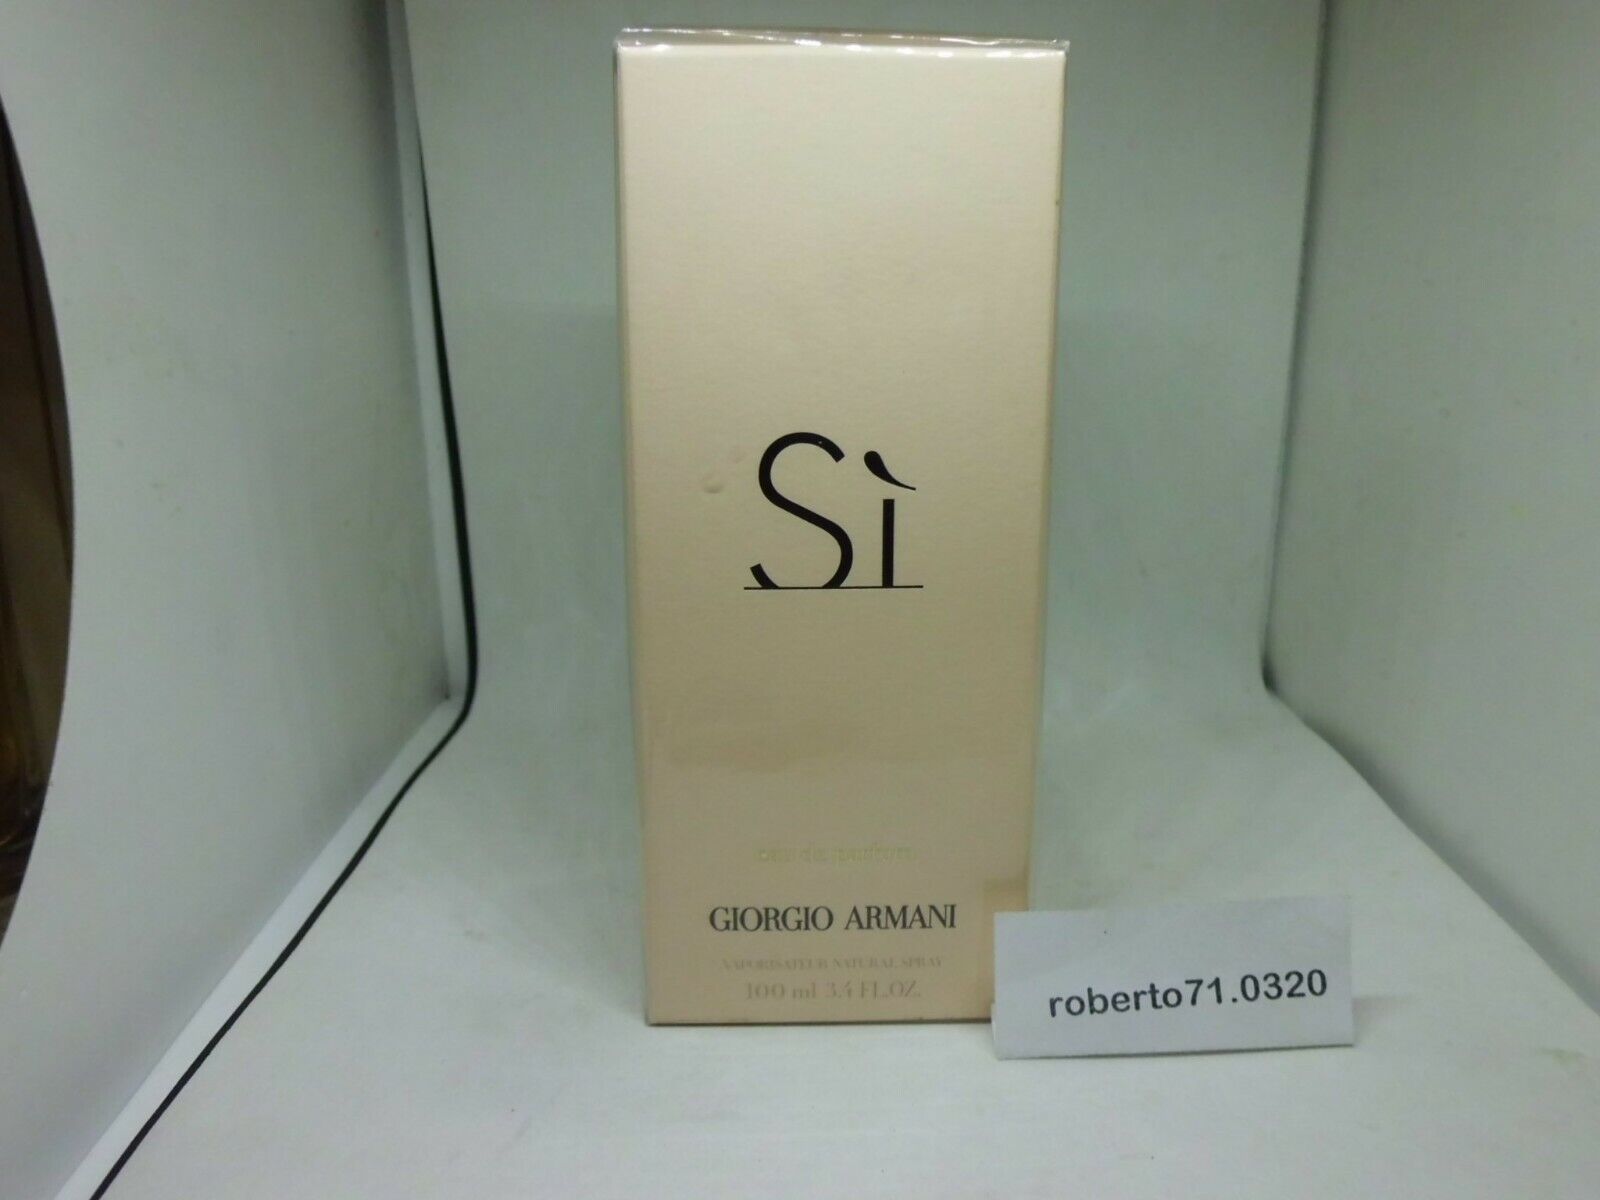 Sì
eau de parfum
GIORGIO ARMANI
VAPORISATEUR NATURAL SPRAY
100 ml 3.4 FL.OZ.
roberto71.0320